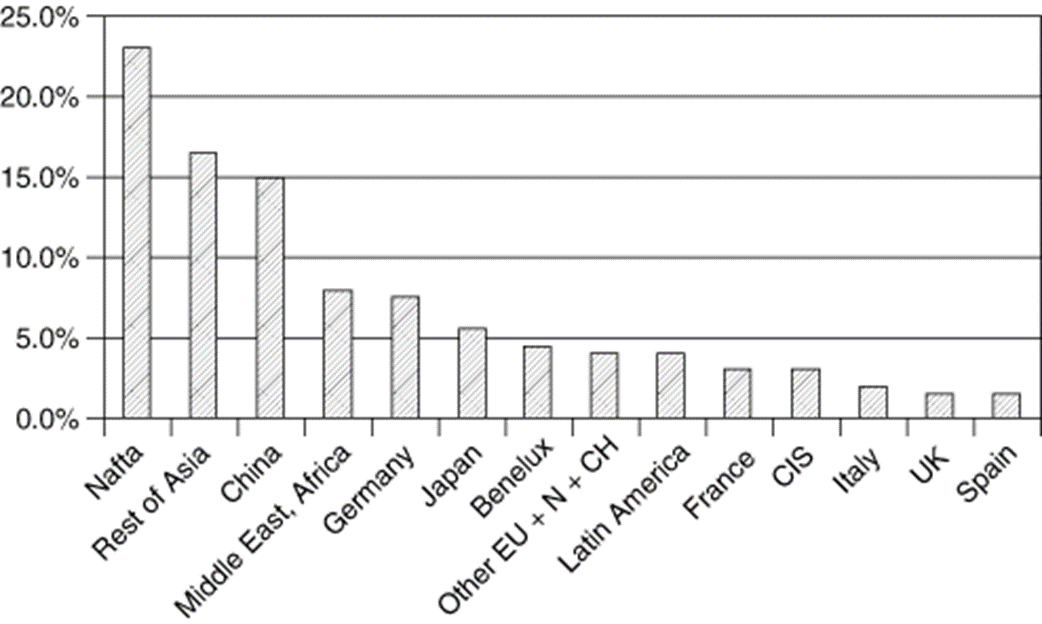 25.0%
20.0%
15.0%
10.0%
5.0%
0.0%
Nafta
Rest of Asia
China
Middle East, Africa
Germany
Japan
Benelux
Other EU + N + CH
Latin America
France
CIS
Italy
UK
Spain